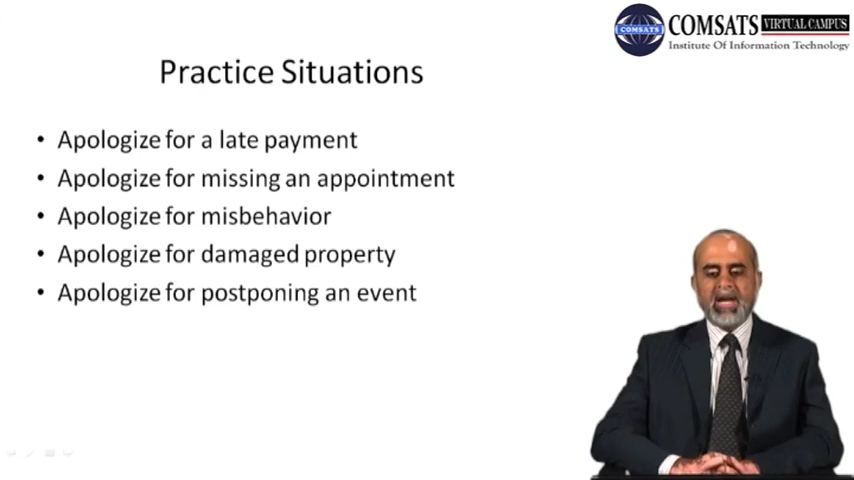 COMSATS
COMSATS VIRTUAL CAMPUS
Institute Of Information Technology
Practice Situations
• Apologize for a late payment
• Apologize for missing an appointment
• Apologize for misbehavior
• Apologize for damaged property
• Apologize for postponing an event